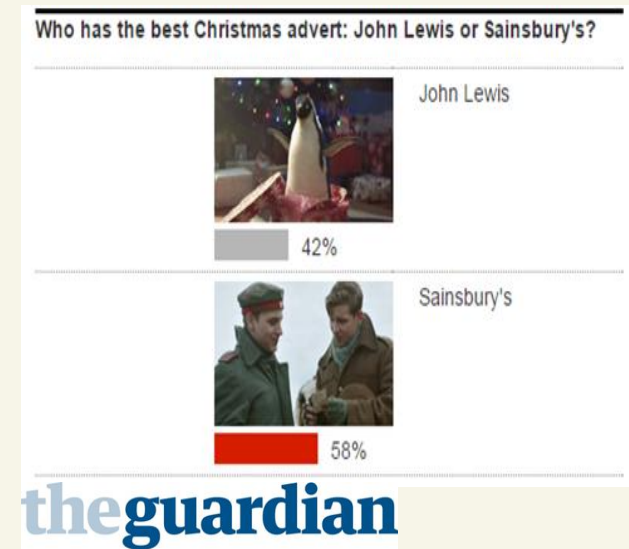 Who has the best Christmas advert: John Lewis or Sainsbury's?
John Lewis
42%
Sainsbury's
58%
theguardian